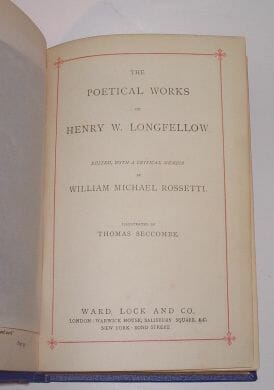 THE
POETICAL WORKS
OF
HENRY W. LONGFELLOW.
EDITED, WITH A CRITICAL MEMOIR
BY
WILLIAM MICHAEL ROSSETTI.
ILLUSTRATED BY
THOMAS SECCOMBE.
WARD, LOCK AND CO.
LONDON: WARWICK HOUSE, SALISBURY SQUARE, E.C.
NEW YORK: BOND STREET.